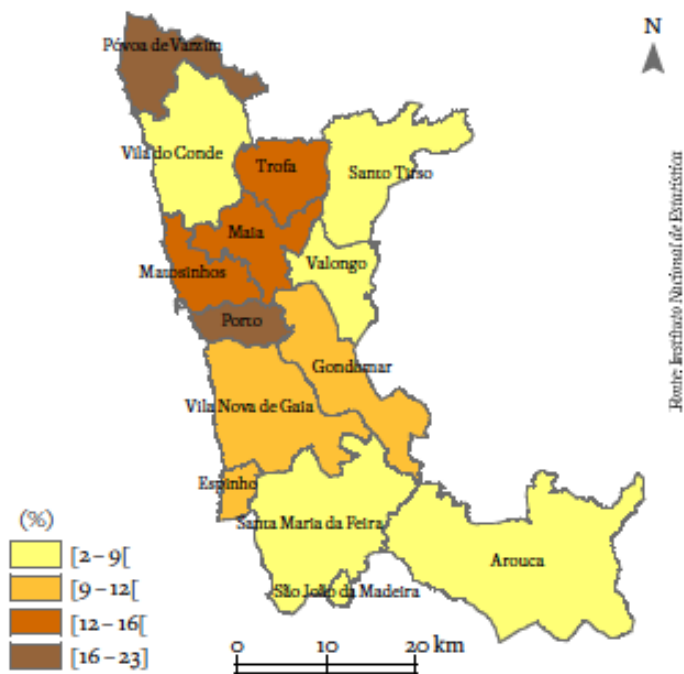 Póvoa de Varzim
N
Vila do Conde
Trofa
Santo Tirso
Maia
Matosinhos
Valongo
Porto
Gondomar
Vila Nova de Gaia
Espinho
Santa Maria da Feira
Arouca
São João da Madeira
(%)
[2 – 9[
[9 – 12[
[12 – 16[
[16 – 23]
0 10 20 km
Fonte: Instituto Nacional de Estatística